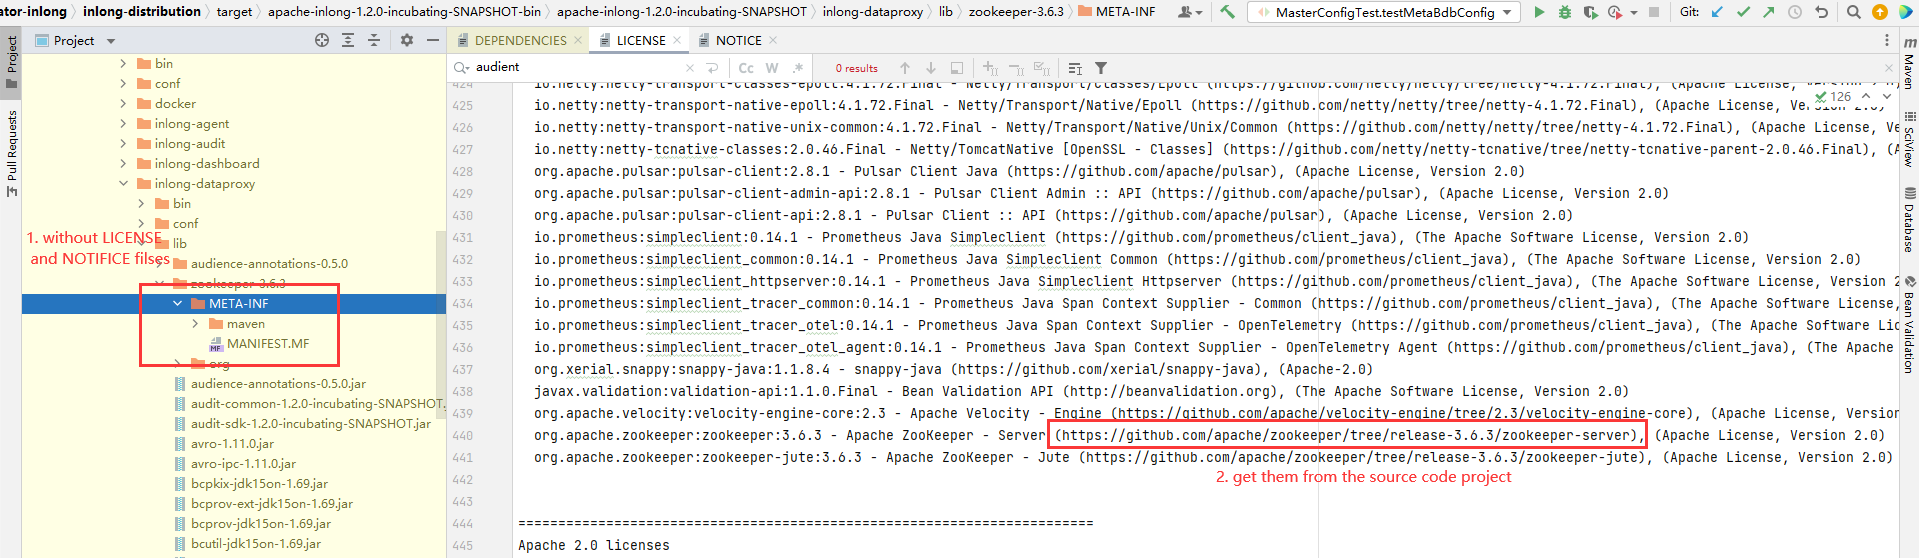 ator-inlong › inlong-distribution › target › apache-inlong-1.2.0-incubating-SNAPSHOT-bin › apache-inlong-1.2.0-incubating-SNAPSHOT › inlong-dataproxy › lib › zookeeper-3.6.3 › META-INF
MasterConfigTest.testMetaBdbConfig
Git:
Project
DEPENDENCIES
LICENSE
NOTICE
audient
Cc W .*
0 results
126
Project
Pull Requests
bin
conf
docker
inlong-agent
inlong-audit
inlong-dashboard
inlong-dataproxy
bin
conf
lib
audience-annotations-0.5.0
zookeeper-3.6.3
META-INF
maven
MANIFEST.MF
org
audience-annotations-0.5.0.jar
audit-common-1.2.0-incubating-SNAPSHOT.
audit-sdk-1.2.0-incubating-SNAPSHOT.jar
avro-1.11.0.jar
avro-ipc-1.11.0.jar
bcpkix-jdk15on-1.69.jar
bcprov-ext-jdk15on-1.69.jar
bcprov-jdk15on-1.69.jar
bcutil-jdk15on-1.69.jar
1. without LICENSE
and NOTIFICE filses
424 io.netty:netty-transport-classes-epoll:4.1.72.Final - Netty/Transport/Classes/Epoll (https://github.com/netty/netty/tree/netty-4.1.72.Final), (Apache License, Version 2.0)
425 io.netty:netty-transport-native-epoll:4.1.72.Final - Netty/Transport/Native/Epoll (https://github.com/netty/netty/tree/netty-4.1.72.Final), (Apache License, Version 2.0)
426 io.netty:netty-transport-native-unix-common:4.1.72.Final - Netty/Transport/Native/Unix/Common (https://github.com/netty/netty/tree/netty-4.1.72.Final), (Apache License, Ve
427 io.netty:netty-tcnative-classes:2.0.46.Final - Netty/TomcatNative [OpenSSL - Classes] (https://github.com/netty/netty-tcnative/tree/netty-tcnative-parent-2.0.46.Final), (A
428 org.apache.pulsar:pulsar-client:2.8.1 - Pulsar Client Java (https://github.com/apache/pulsar), (Apache License, Version 2.0)
429 org.apache.pulsar:pulsar-client-admin-api:2.8.1 - Pulsar Client Admin :: API (https://github.com/apache/pulsar), (Apache License, Version 2.0)
430 org.apache.pulsar:pulsar-client-api:2.8.1 - Pulsar Client :: API (https://github.com/apache/pulsar), (Apache License, Version 2.0)
431 io.prometheus:simpleclient:0.14.1 - Prometheus Java Simpleclient (https://github.com/prometheus/client_java), (The Apache Software License, Version 2.0)
432 io.prometheus:simpleclient_common:0.14.1 - Prometheus Java Simpleclient Common (https://github.com/prometheus/client_java), (The Apache Software License, Version 2.0)
433 io.prometheus:simpleclient_httpserver:0.14.1 - Prometheus Java Simpleclient Httpserver (https://github.com/prometheus/client_java), (The Apache Software License, Version 2
434 io.prometheus:simpleclient_tracer_common:0.14.1 - Prometheus Java Span Context Supplier - Common (https://github.com/prometheus/client_java), (The Apache Software License,
435 io.prometheus:simpleclient_tracer_otel:0.14.1 - Prometheus Java Span Context Supplier - OpenTelemetry (https://github.com/prometheus/client_java), (The Apache Software Lic
436 io.prometheus:simpleclient_tracer_otel_agent:0.14.1 - Prometheus Java Span Context Supplier - OpenTelemetry Agent (https://github.com/prometheus/client_java), (The Apache
437 org.xerial.snappy:snappy-java:1.1.8.4 - snappy-java (https://github.com/xerial/snappy-java), (Apache-2.0)
438 javax.validation:validation-api:1.1.0.Final - Bean Validation API (http://beanvalidation.org), (The Apache Software License, Version 2.0)
439 org.apache.velocity:velocity-engine-core:2.3 - Apache Velocity - Engine (https://github.com/apache/velocity-engine/tree/2.3/velocity-engine-core), (Apache License, Version
440 org.apache.zookeeper:zookeeper:3.6.3 - Apache ZooKeeper - Server (https://github.com/apache/zookeeper/tree/release-3.6.3/zookeeper-server), (Apache License, Version 2.0)
441 org.apache.zookeeper:zookeeper-jute:3.6.3 - Apache ZooKeeper - Jute (https://github.com/apache/zookeeper/tree/release-3.6.3/zookeeper-jute), (Apache License, Version 2.0)
442
2. get them from the source code project
443
444 ========================================================================
445 Apache 2.0 licenses
m Maven
SciView
Database
Bean Validation